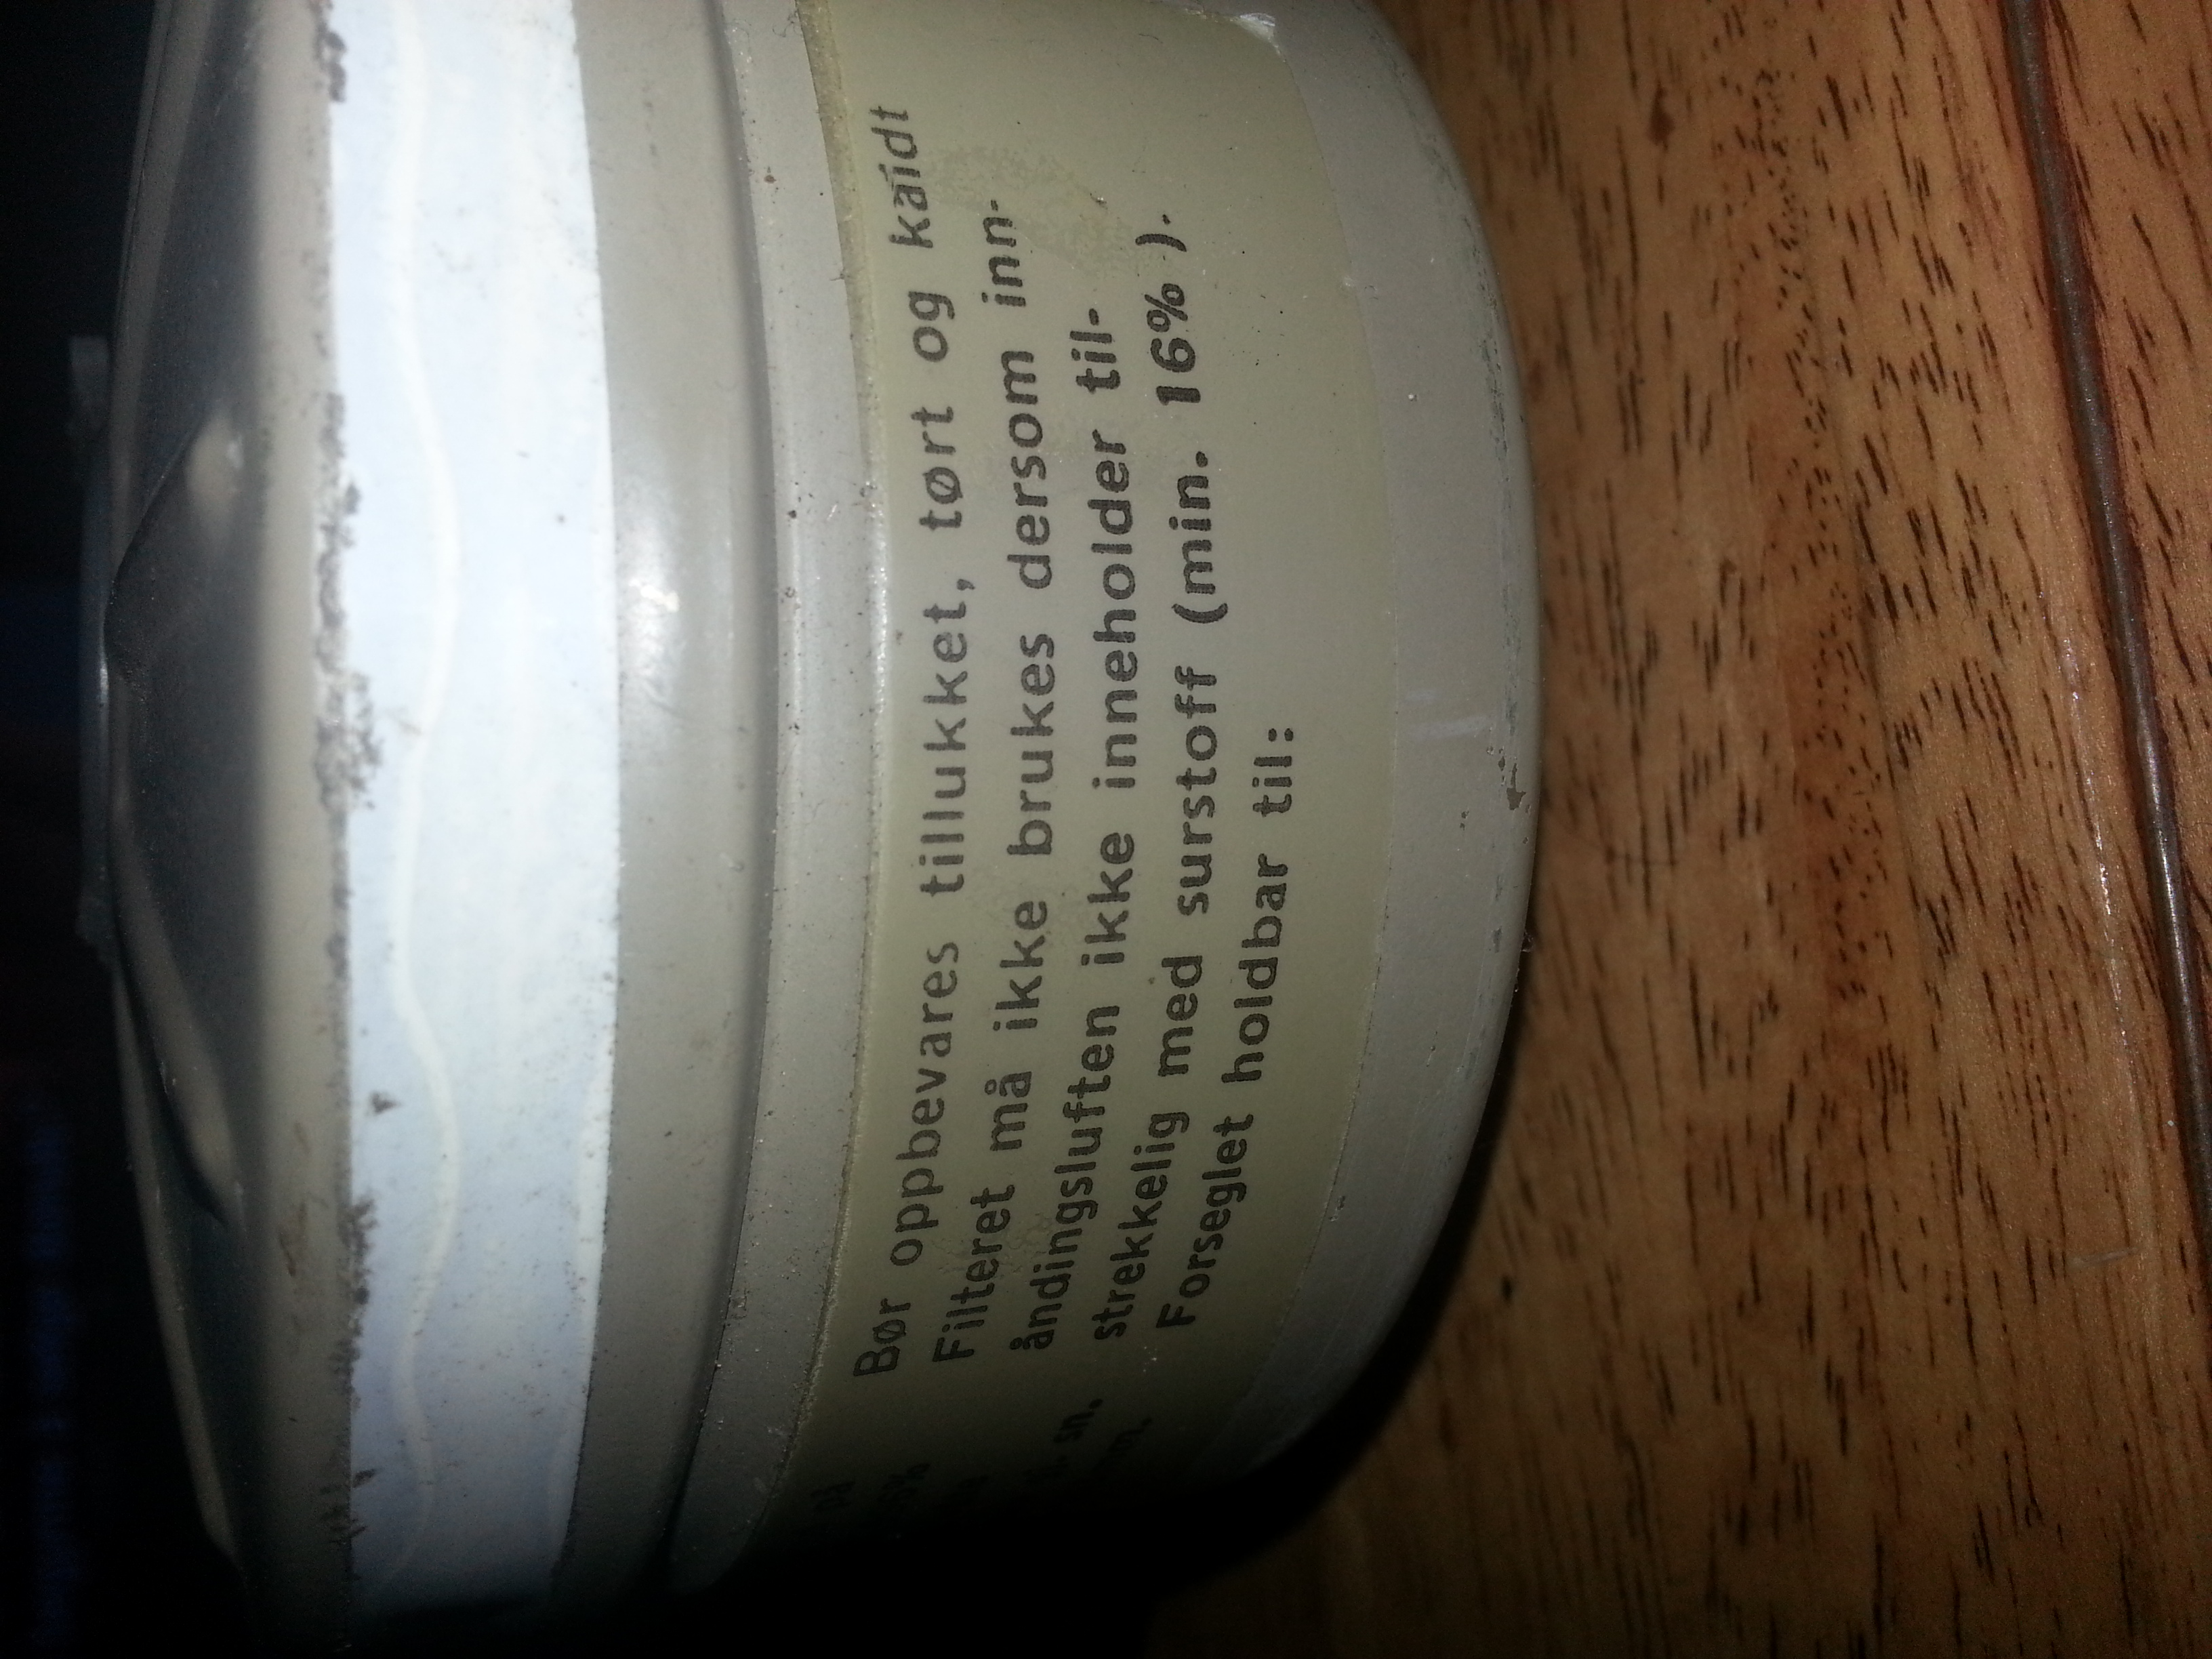 Bør oppbevares tillukket, tørt og kaldt
Filteret må ikke brukes dersom inn-
åndingsluften ikke inneholder til-
strekkelig med surstoff (min. 16%).
Forseglet holdbar til: